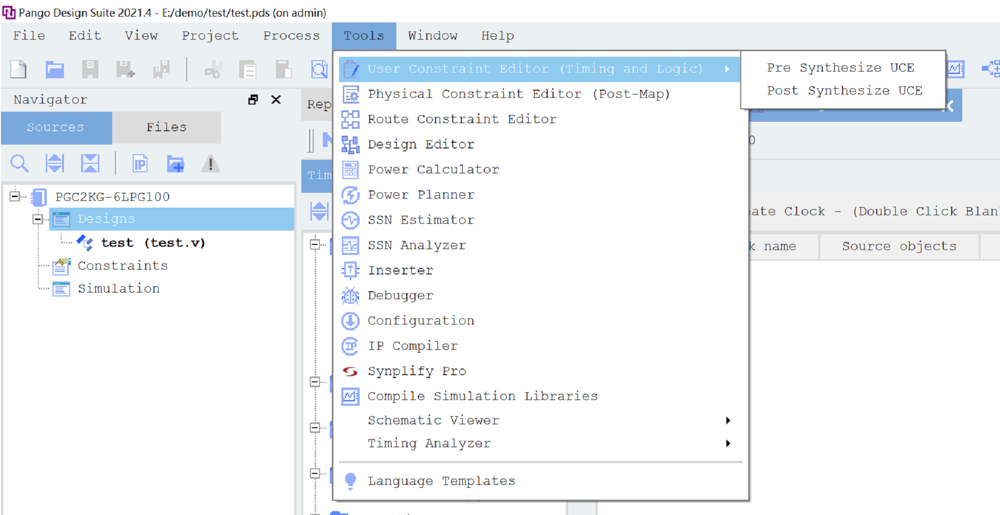 Pango Design Suite 2021.4 - E:/demo/test/test.pds (on admin)
File Edit View Project Process Tools Window Help
User Constraint Editor (Timing and Logic)
Pre Synthesize UCE
Post Synthesize UCE
Physical Constraint Editor (Post-Map)
Route Constraint Editor
Design Editor
Power Calculator
Power Planner
SSN Estimator
SSN Analyzer
Inserter
Debugger
Configuration
IP Compiler
Synplify Pro
Compile Simulation Libraries
Schematic Viewer
Timing Analyzer
Language Templates
Navigator
Sources Files
IP
PGC2KG-6LPG100
Designs
test (test.v)
Constraints
Simulation
Rep
Tim
0
eate Clock - (Double Click Blan
k name Source objects